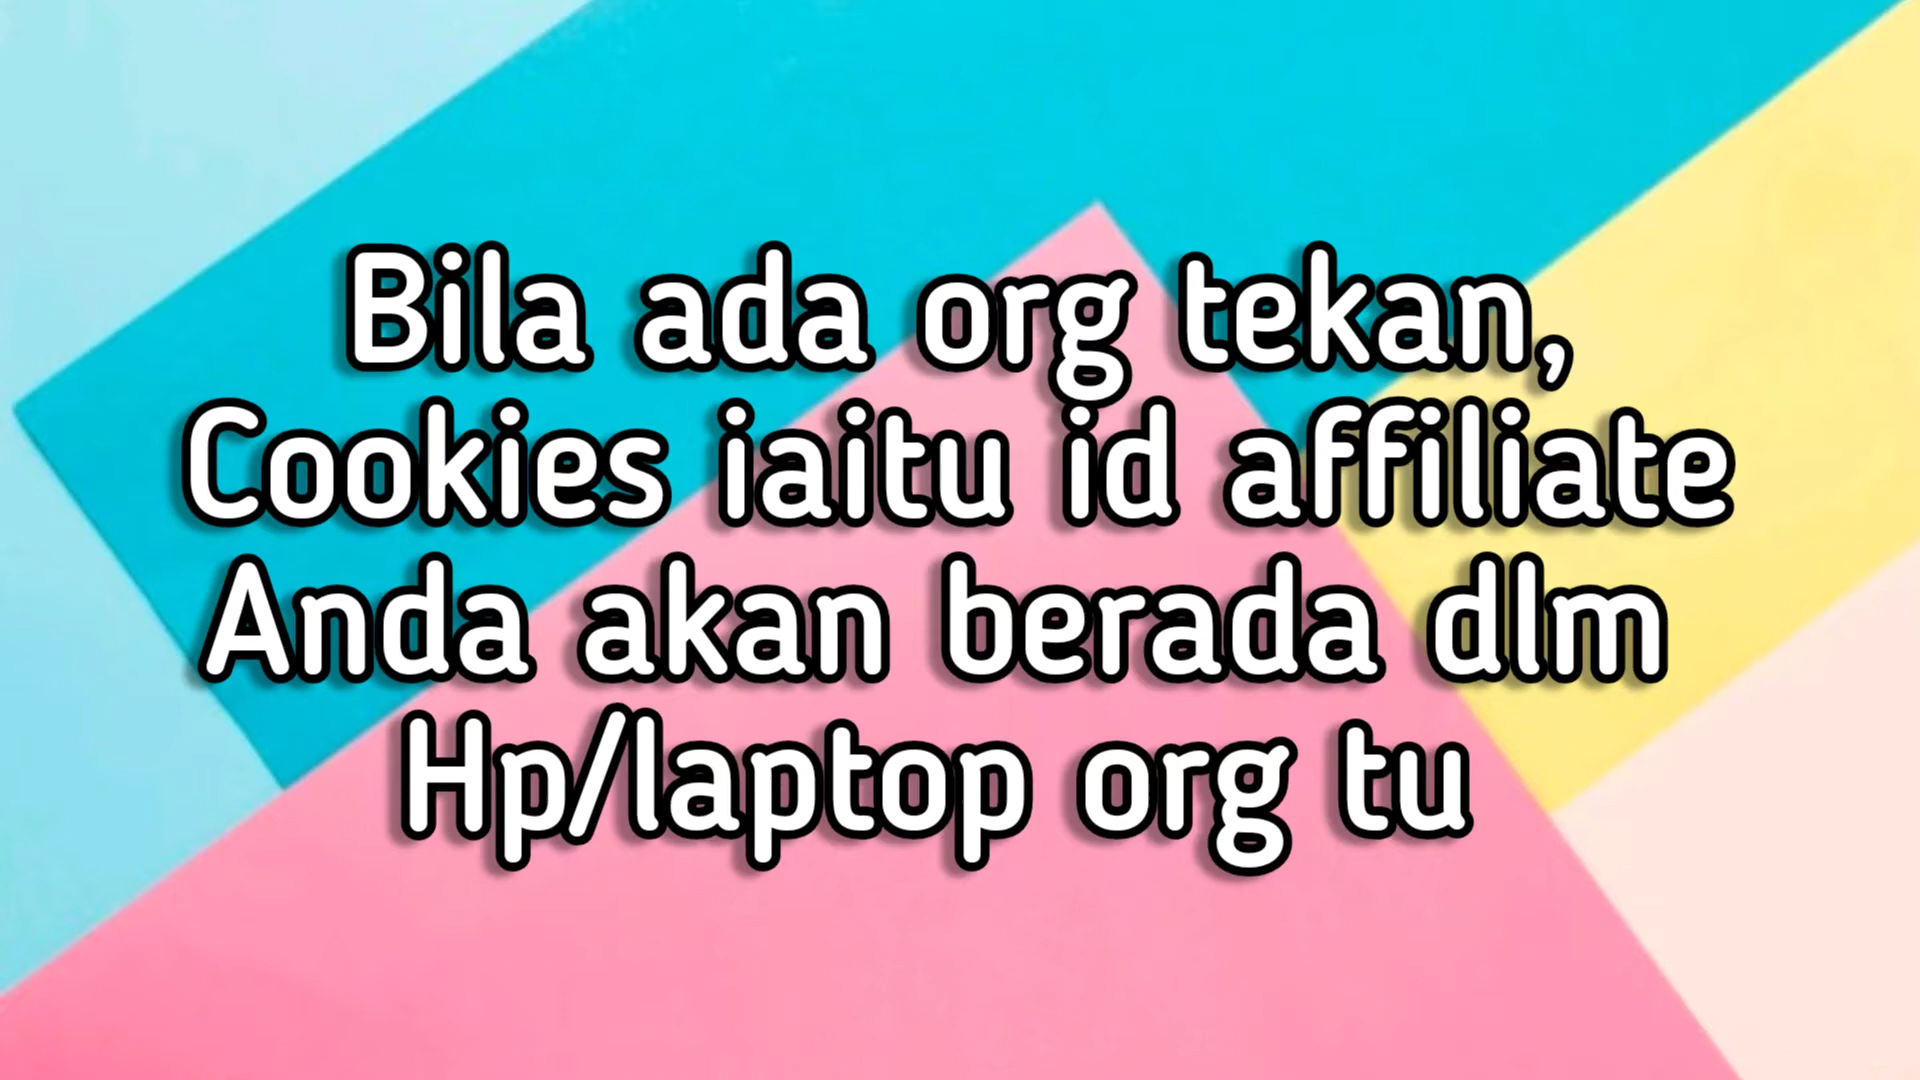 Bila ada org tekan,
Cookies iaitu id affiliate
Anda akan berada dlm
Hp/laptop org tu